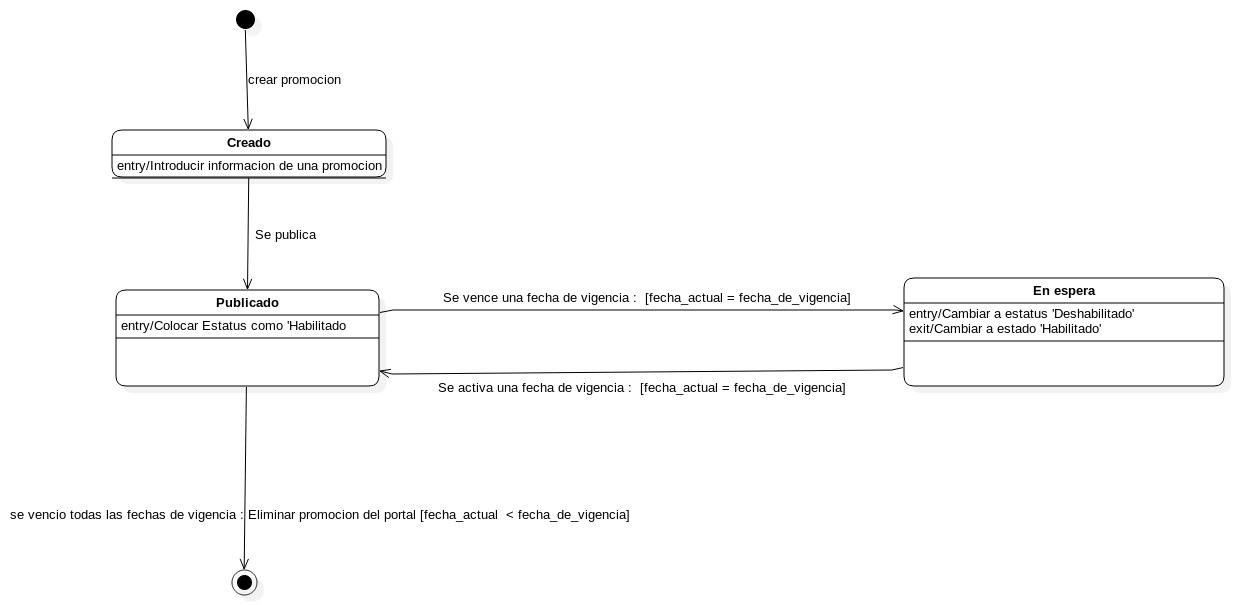 crear promocion
Creado
entry/Introducir informacion de una promocion
Se publica
Publicado
entry/Colocar Estatus como 'Habilitado
Se vence una fecha de vigencia :  [fecha_actual = fecha_de_vigencia]
En espera
entry/Cambiar a estatus 'Deshabilitado'
exit/Cambiar a estado 'Habilitado'
Se activa una fecha de vigencia :  [fecha_actual = fecha_de_vigencia]
se vencio todas las fechas de vigencia : Eliminar promocion del portal [fecha_actual  < fecha_de_vigencia]